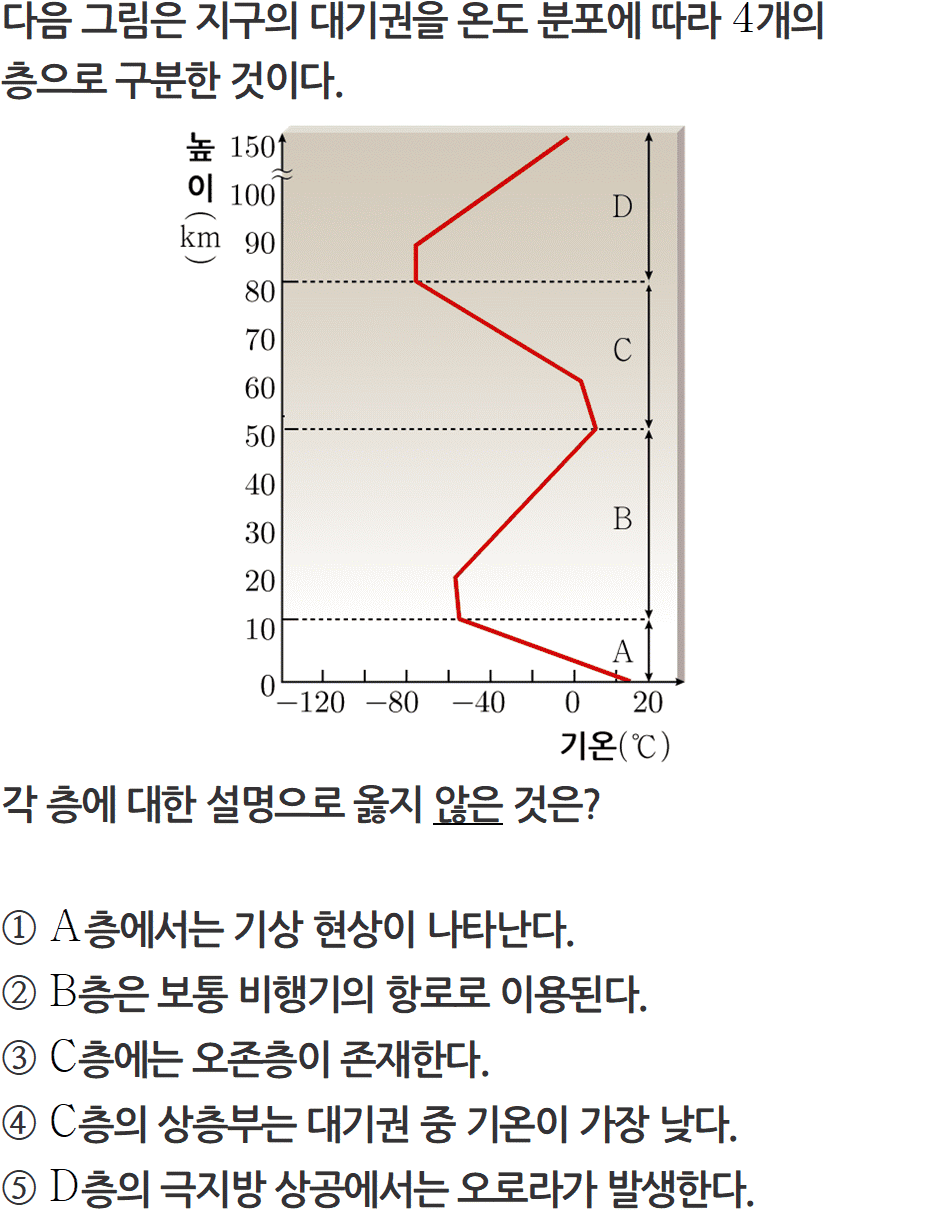 다음 그림은 지구의 대기권을 온도 분포에 따라 4개의
층으로 구분한 것이다.
높이(km)
150
100
90
80
70
60
50
40
30
20
10
0
D
C
B
A
−120 −80 −40 0 20
기온(℃)
각 층에 대한 설명으로 옳지 않은 것은?
① A층에서는 기상 현상이 나타난다.
② B층은 보통 비행기의 항로로 이용된다.
③ C층에는 오존층이 존재한다.
④ C층의 상층부는 대기권 중 기온이 가장 낮다.
⑤ D층의 극지방 상공에서는 오로라가 발생한다.